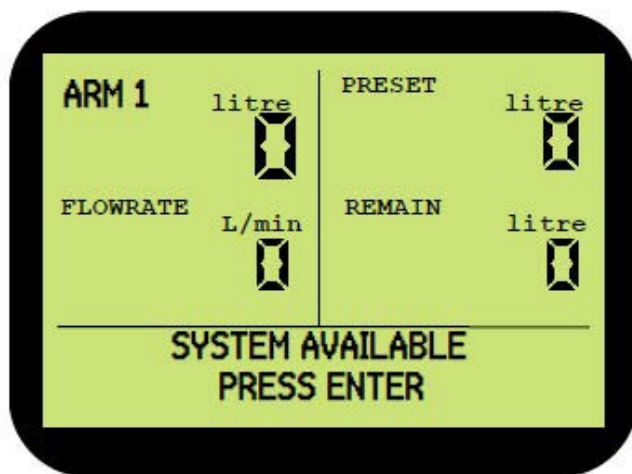 ARM 1
litre
0
PRESET
litre
0
FLOWRATE
L/min
0
REMAIN
litre
0
SYSTEM AVAILABLE
PRESS ENTER